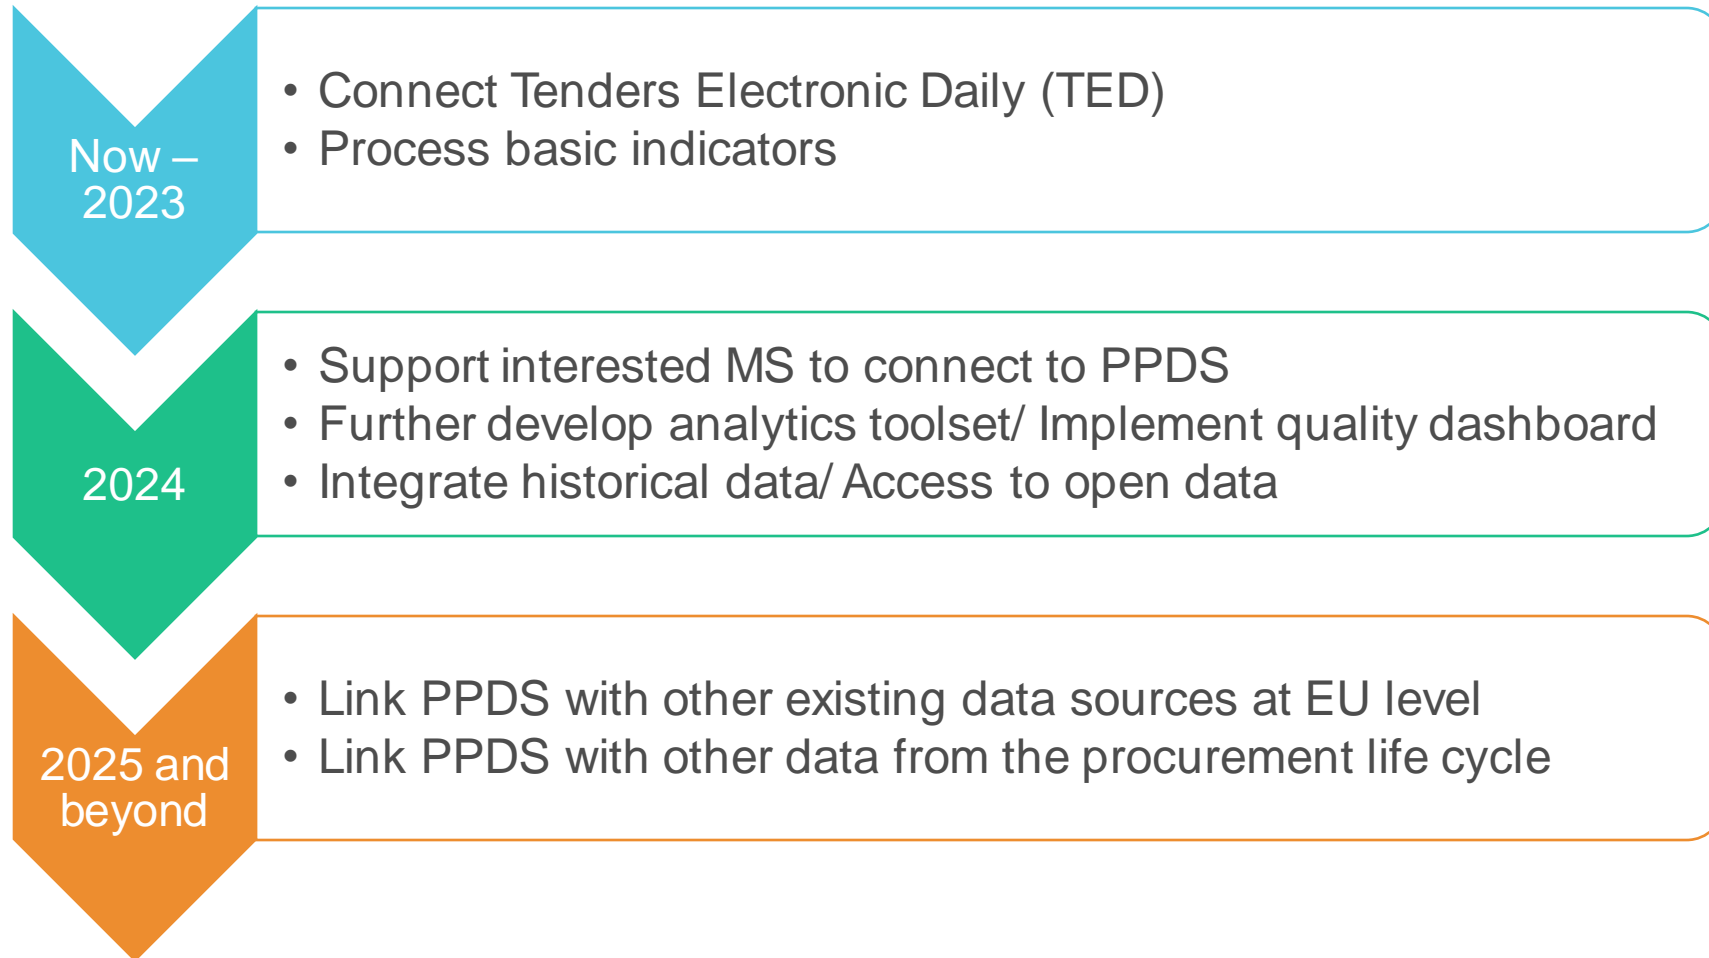 Now –
2023
• Connect Tenders Electronic Daily (TED)
• Process basic indicators
2024
• Support interested MS to connect to PPDS
• Further develop analytics toolset/ Implement quality dashboard
• Integrate historical data/ Access to open data
2025 and
beyond
• Link PPDS with other existing data sources at EU level
• Link PPDS with other data from the procurement life cycle